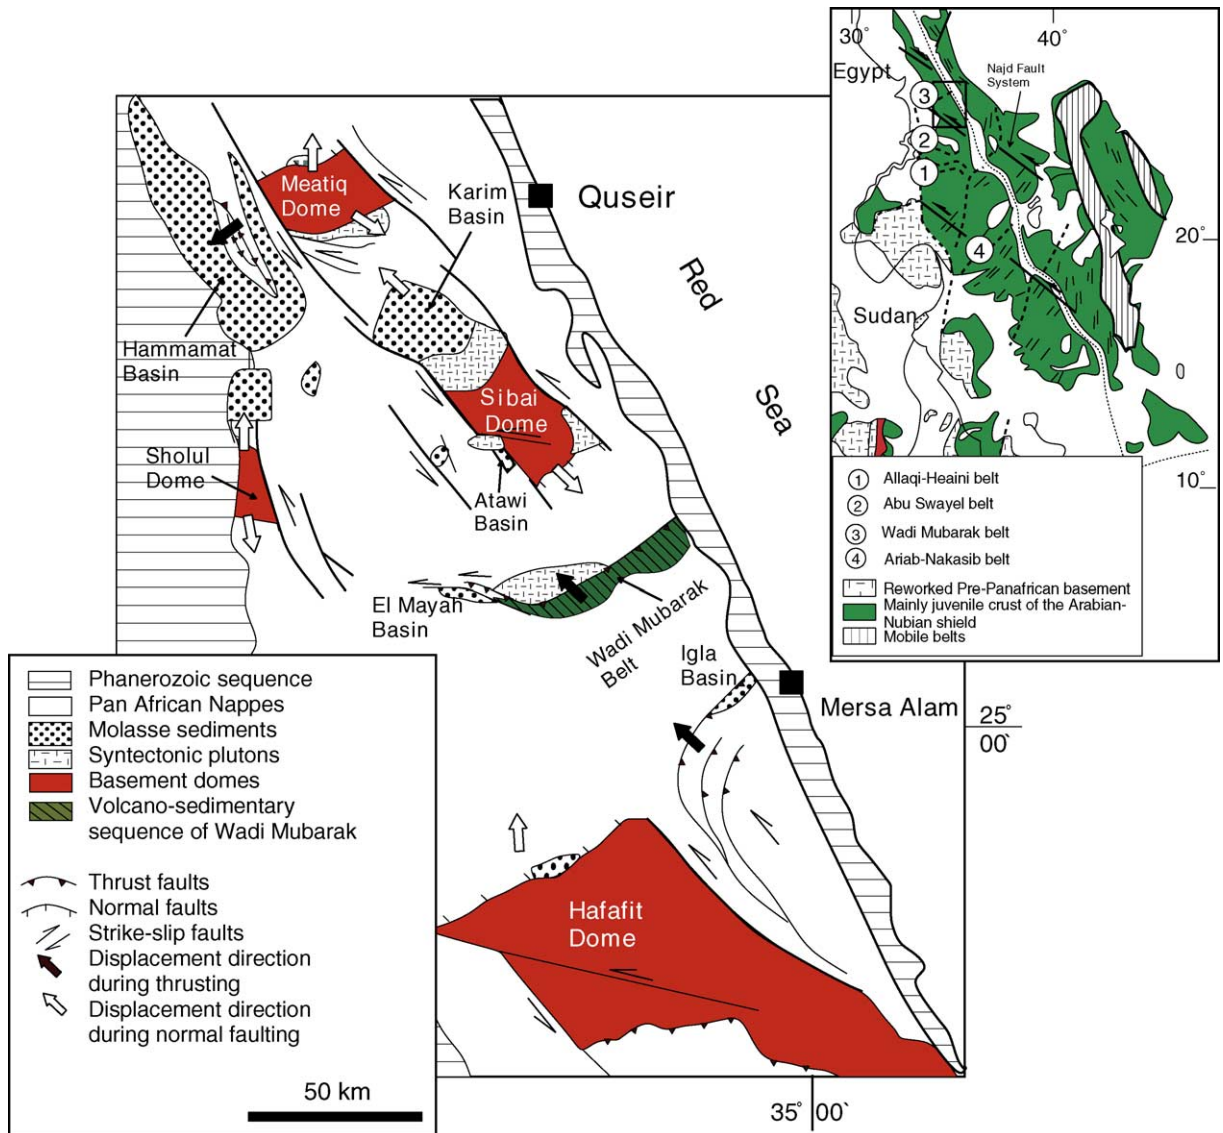 30°
40°
Egypt
Najd Fault
System
3
2
1
4
20°
Sudan
0
10°
1 Allaqi-Heaini belt
2 Abu Swayel belt
3 Wadi Mubarak belt
4 Ariab-Nakasib belt
Reworked Pre-Panafrican basement
Mainly juvenile crust of the Arabian-
Nubian shield
Mobile belts
Meatiq
Dome
Karim
Basin
Quseir
Red
Sea
Hammamat
Basin
Sibai
Dome
Sholul
Dome
Atawi
Basin
El Mayah
Basin
Wadi Mubarak
Belt
Igla
Basin
Mersa Alam
25°
00`
Hafafit
Dome
35° 00`
Phanerozoic sequence
Pan African Nappes
Molasse sediments
Syntectonic plutons
Basement domes
Volcano-sedimentary
sequence of Wadi Mubarak
Thrust faults
Normal faults
Strike-slip faults
Displacement direction
during thrusting
Displacement direction
during normal faulting
50 km